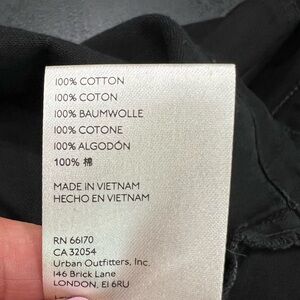 100% COTTON
100% COTON
100% BAUMWOLLE
100% COTONE
100% ALGODÓN
100% 棉
MADE IN VIETNAM
HECHO EN VIETNAM
RN 66170
CA 32054
Urban Outfitters, Inc.
146 Brick Lane
LONDON, E1 6RU